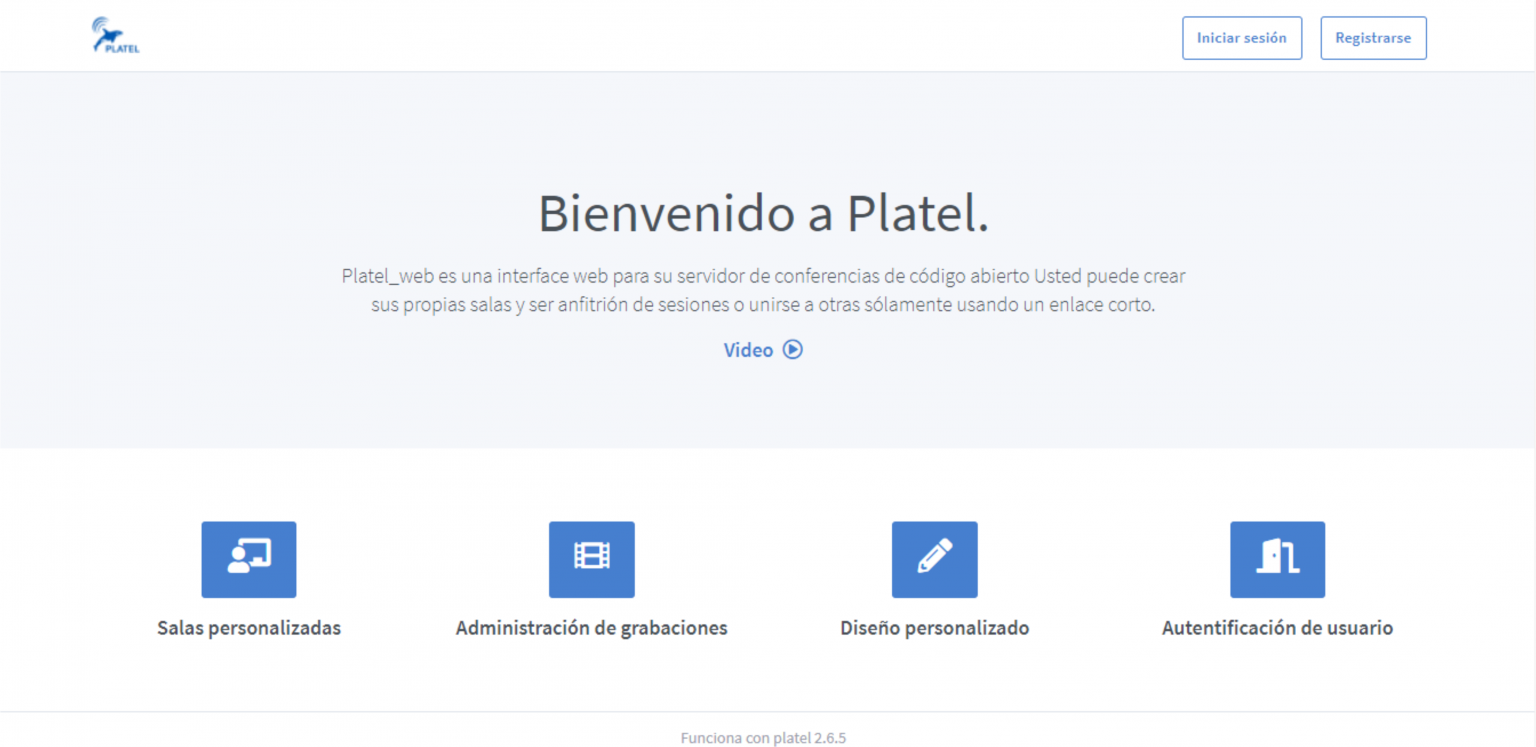 PLATEL
Iniciar sesión
Registrarse
Bienvenido a Platel.
Platel_web es una interface web para su servidor de conferencias de código abierto Usted puede crear
sus propias salas y ser anfitrión de sesiones o unirse a otras sólamente usando un enlace corto.
Video
Salas personalizadas
Administración de grabaciones
Diseño personalizado
Autentificación de usuario
Funciona con platel 2.6.5